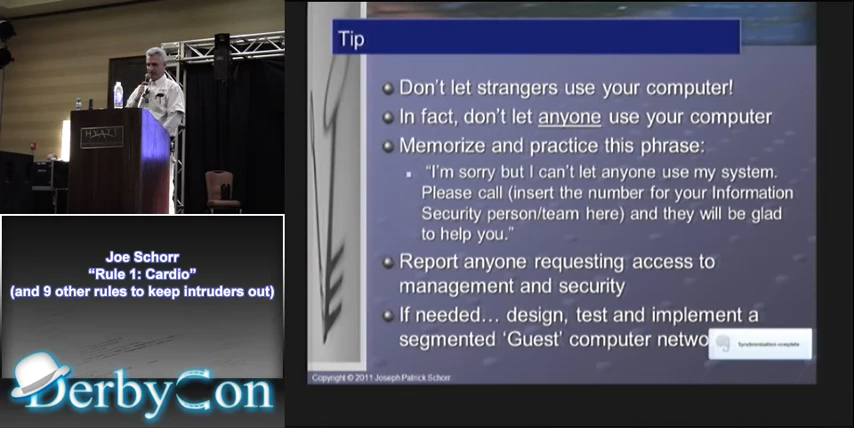 HYATT
Joe Schorr
“Rule 1: Cardio”
(and 9 other rules to keep intruders out)
DerbyCon
Tip
Don't let strangers use your computer!
In fact, don't let anyone use your computer
Memorize and practice this phrase:
“I'm sorry but I can't let anyone use my system.
Please call (insert the number for your Information
Security person/team here) and they will be glad
to help you.”
Report anyone requesting access to
management and security
If needed... design, test and implement a
segmented ‘Guest’ computer netwo
Synchronization complete
Copyright © 2011 Joseph Patrick Schorr